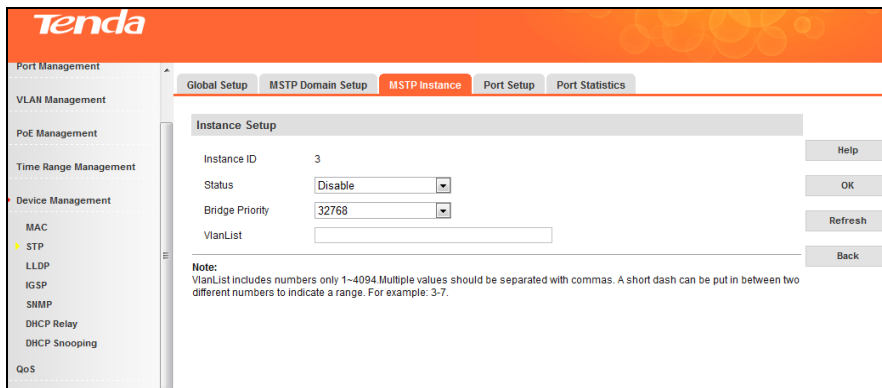 Tenda
Port Management
VLAN Management
PoE Management
Time Range Management
Device Management
MAC
STP
LLDP
IGSP
SNMP
DHCP Relay
DHCP Snooping
QoS
Global Setup MSTP Domain Setup MSTP Instance Port Setup Port Statistics
Instance Setup
Instance ID 3
Status Disable
Bridge Priority 32768
VlanList
Note:
VlanList includes numbers only 1~4094.Multiple values should be separated with commas. A short dash can be put in between two
different numbers to indicate a range. For example: 3-7.
Help
OK
Refresh
Back